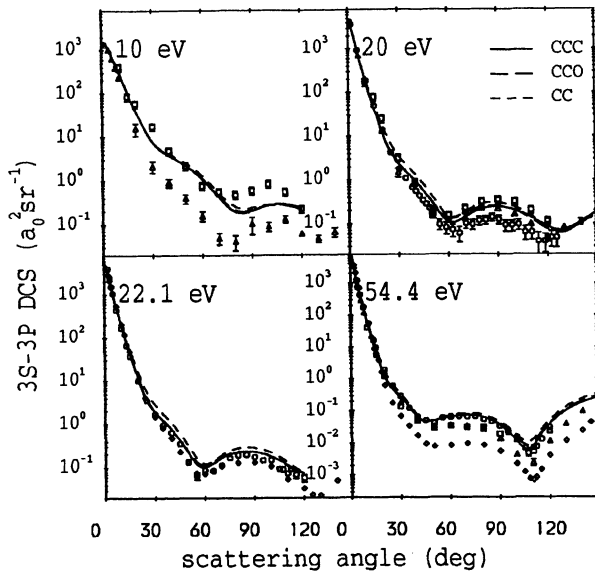 10 eV
20 eV
CCC
CCO
CC
22.1 eV
54.4 eV
3S-3P DCS (a₀²sr⁻¹)
10³
10²
10¹
10⁰
10⁻¹
10³
10²
10¹
10⁰
10⁻¹
10³
10²
10¹
10⁰
10⁻¹
10³
10²
10¹
10⁰
10⁻¹
10⁻²
10⁻³
0 30 60 90 120 0 30 60 90 120
scattering angle (deg)